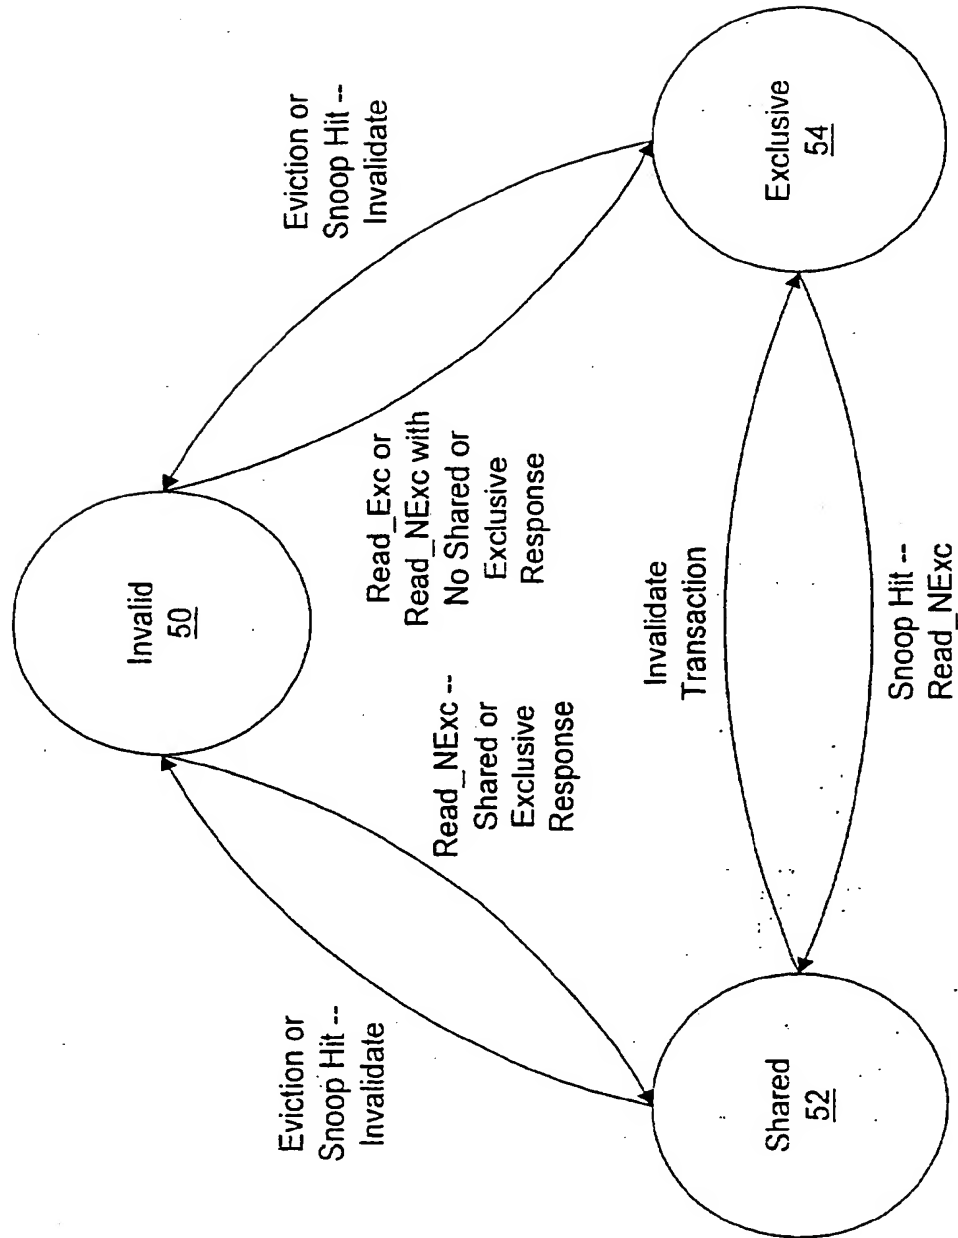 Invalid
50
Eviction or
Snoop Hit --
Invalidate
Eviction or
Snoop Hit --
Invalidate
Read_NExc --
Shared or
Exclusive
Response
Read_Exc or
Read_NExc with
No Shared or
Exclusive
Response
Invalidate
Transaction
Shared
52
Exclusive
54
Snoop Hit --
Read_NExc